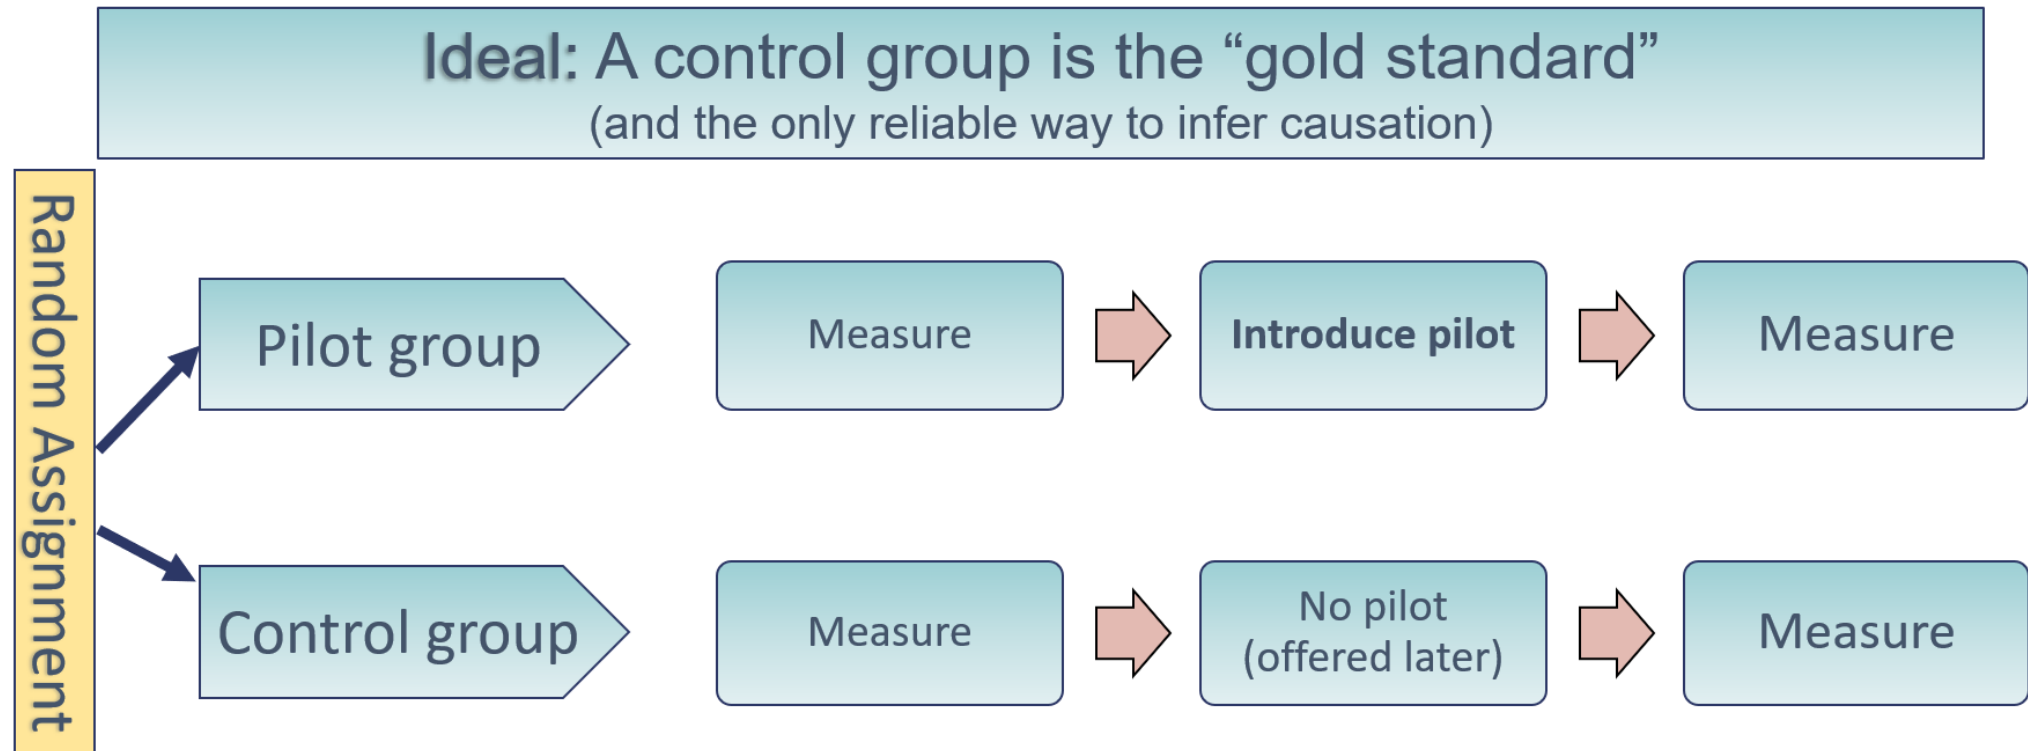 Ideal: A control group is the “gold standard”
(and the only reliable way to infer causation)
Random Assignment
Pilot group
Measure
Introduce pilot
Measure
Control group
Measure
No pilot
(offered later)
Measure